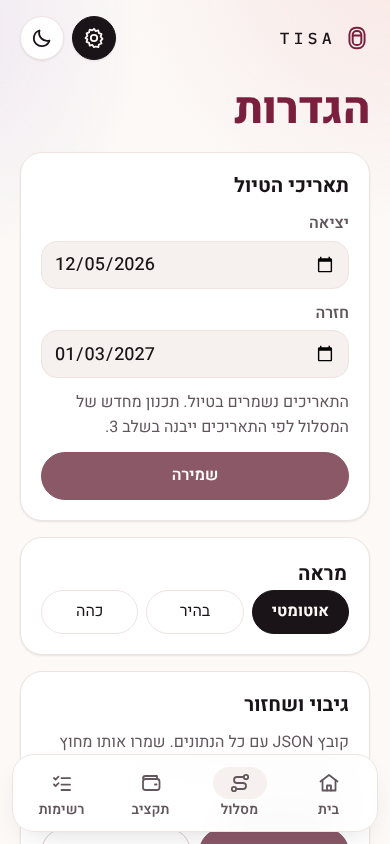 TISA
הגדרות
תאריכי הטיול
יציאה
12/05/2026
חזרה
01/03/2027
התאריכים נשמרים בטיול. תכנון מחדש של
המסלול לפי התאריכים ייבנה בשלב 3.
שמירה
מראה
אוטומטי
בהיר
כהה
גיבוי ושחזור
קובץ JSON עם כל הנתונים. שמרו אותו מחוץ
בית
מסלול
תקציב
רשימות